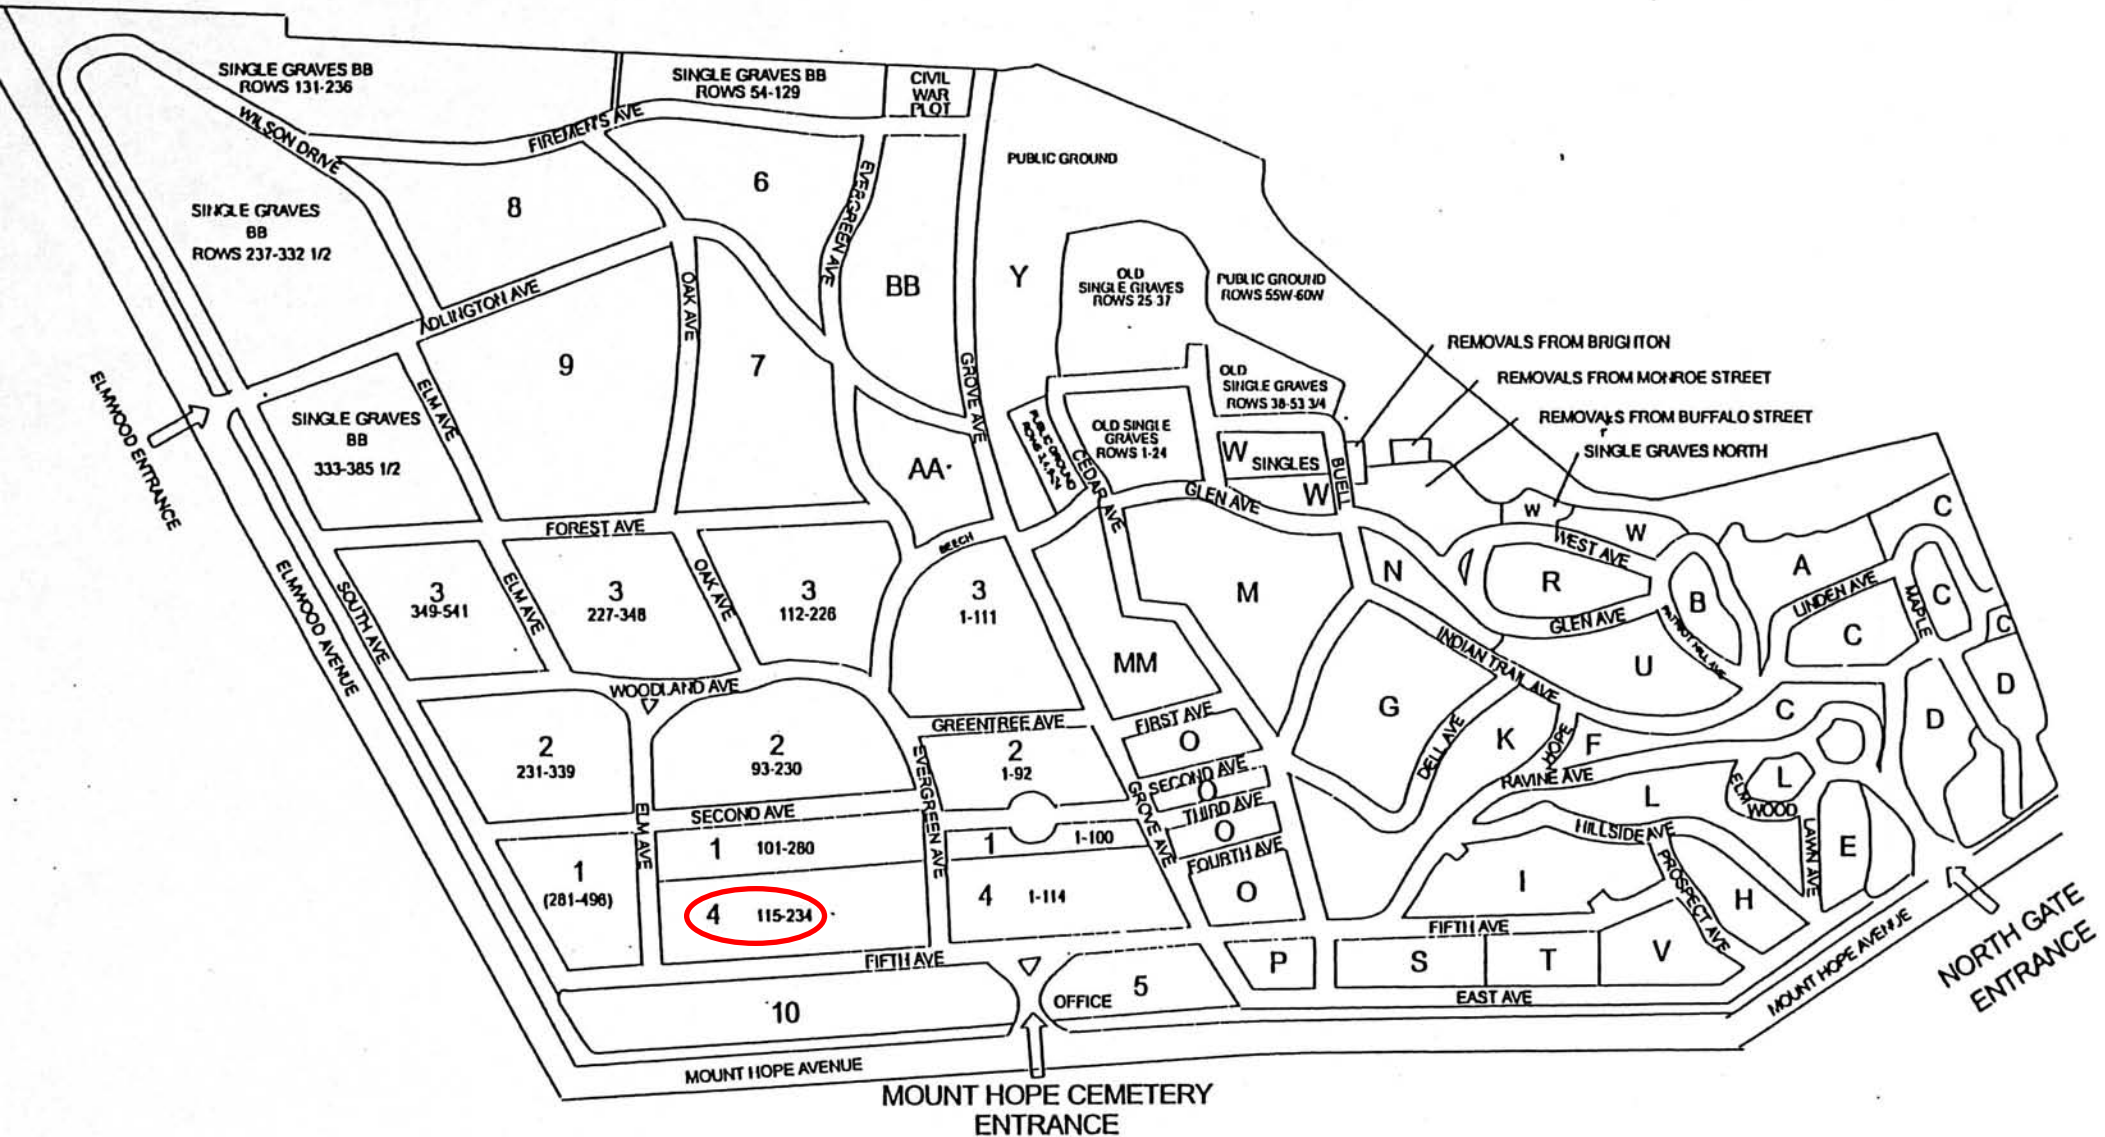 SINGLE GRAVES BB
ROWS 131-236
SINGLE GRAVES BB
ROWS 54-129
CIVIL
WAR
PLOT
WILSON DRIVE
FIREMEN'S AVE
PUBLIC GROUND
6
8
EVERGREEN AVE
SINGLE GRAVES
BB
ROWS 237-332 1/2
BB
Y
OLD
SINGLE GRAVES
ROWS 25 37
PUBLIC GROUND
ROWS 55W-60W
ADLINGTON AVE
OAK AVE
9
7
GROVE AVE
REMOVALS FROM BRIGHTON
REMOVALS FROM MONROE STREET
REMOVALS FROM BUFFALO STREET
SINGLE GRAVES NORTH
OLD
SINGLE GRAVES
ROWS 38-53 3/4
ELMWOOD ENTRANCE
ELM AVE
SINGLE GRAVES
BB
333-385 1/2
PUBLIC GROUND
CEDAR AVE
OLD SINGLE
GRAVES
ROWS 1-24
W
SINGLES
W
BUELL
AA
GLEN AVE
W
W
WEST AVE
C
FOREST AVE
BEECH
A
ELMWOOD AVENUE
SOUTH AVE
3
349-541
ELM AVE
3
227-348
OAK AVE
3
112-226
3
1-111
M
N
R
B
GLEN AVE
PATRIOT HILL AVE
LINDEN AVE
MAPLE
C
C
C
MM
INDIAN TRAIL AVE
U
D
WOODLAND AVE
GREENTREE AVE
FIRST AVE
O
G
DELL AVE
K
HOPE
F
C
D
2
231-339
2
93-230
EVERGREEN AVE
2
1-92
GROVE AVE
SECOND AVE
O
RAVINE AVE
ELM
WOOD
L
L
ELM AVE
SECOND AVE
THIRD AVE
O
HILLSIDE AVE
LAWN AVE
E
1
(281-496)
1 101-280
1 1-100
FOURTH AVE
PROSPECT AVE
4 115-234
4 1-114
O
I
H
FIFTH AVE
FIFTH AVE
P
S
T
V
EAST AVE
10
OFFICE
5
MOUNT HOPE AVENUE
NORTH GATE
ENTRANCE
MOUNT HOPE AVENUE
MOUNT HOPE CEMETERY
ENTRANCE